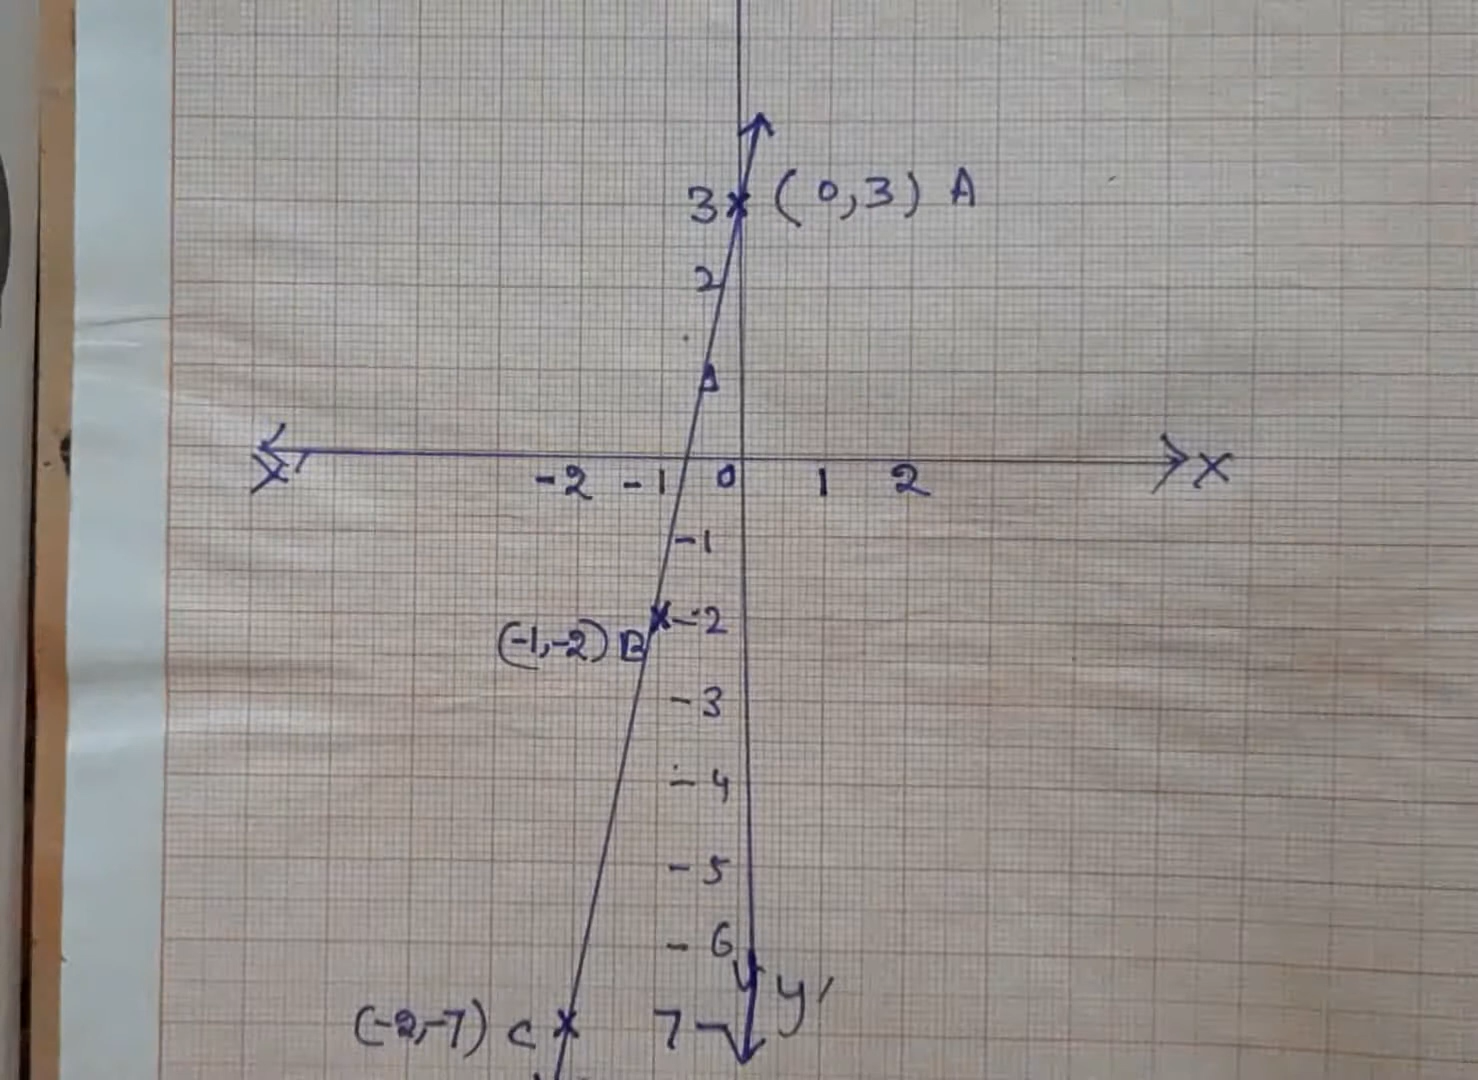 3 (0,3) A
2
1
X' -2 -1 0 1 2 X
-1
-2
(-1,-2) B
-3
-4
-5
-6
y'
(-2,-7) C 7-